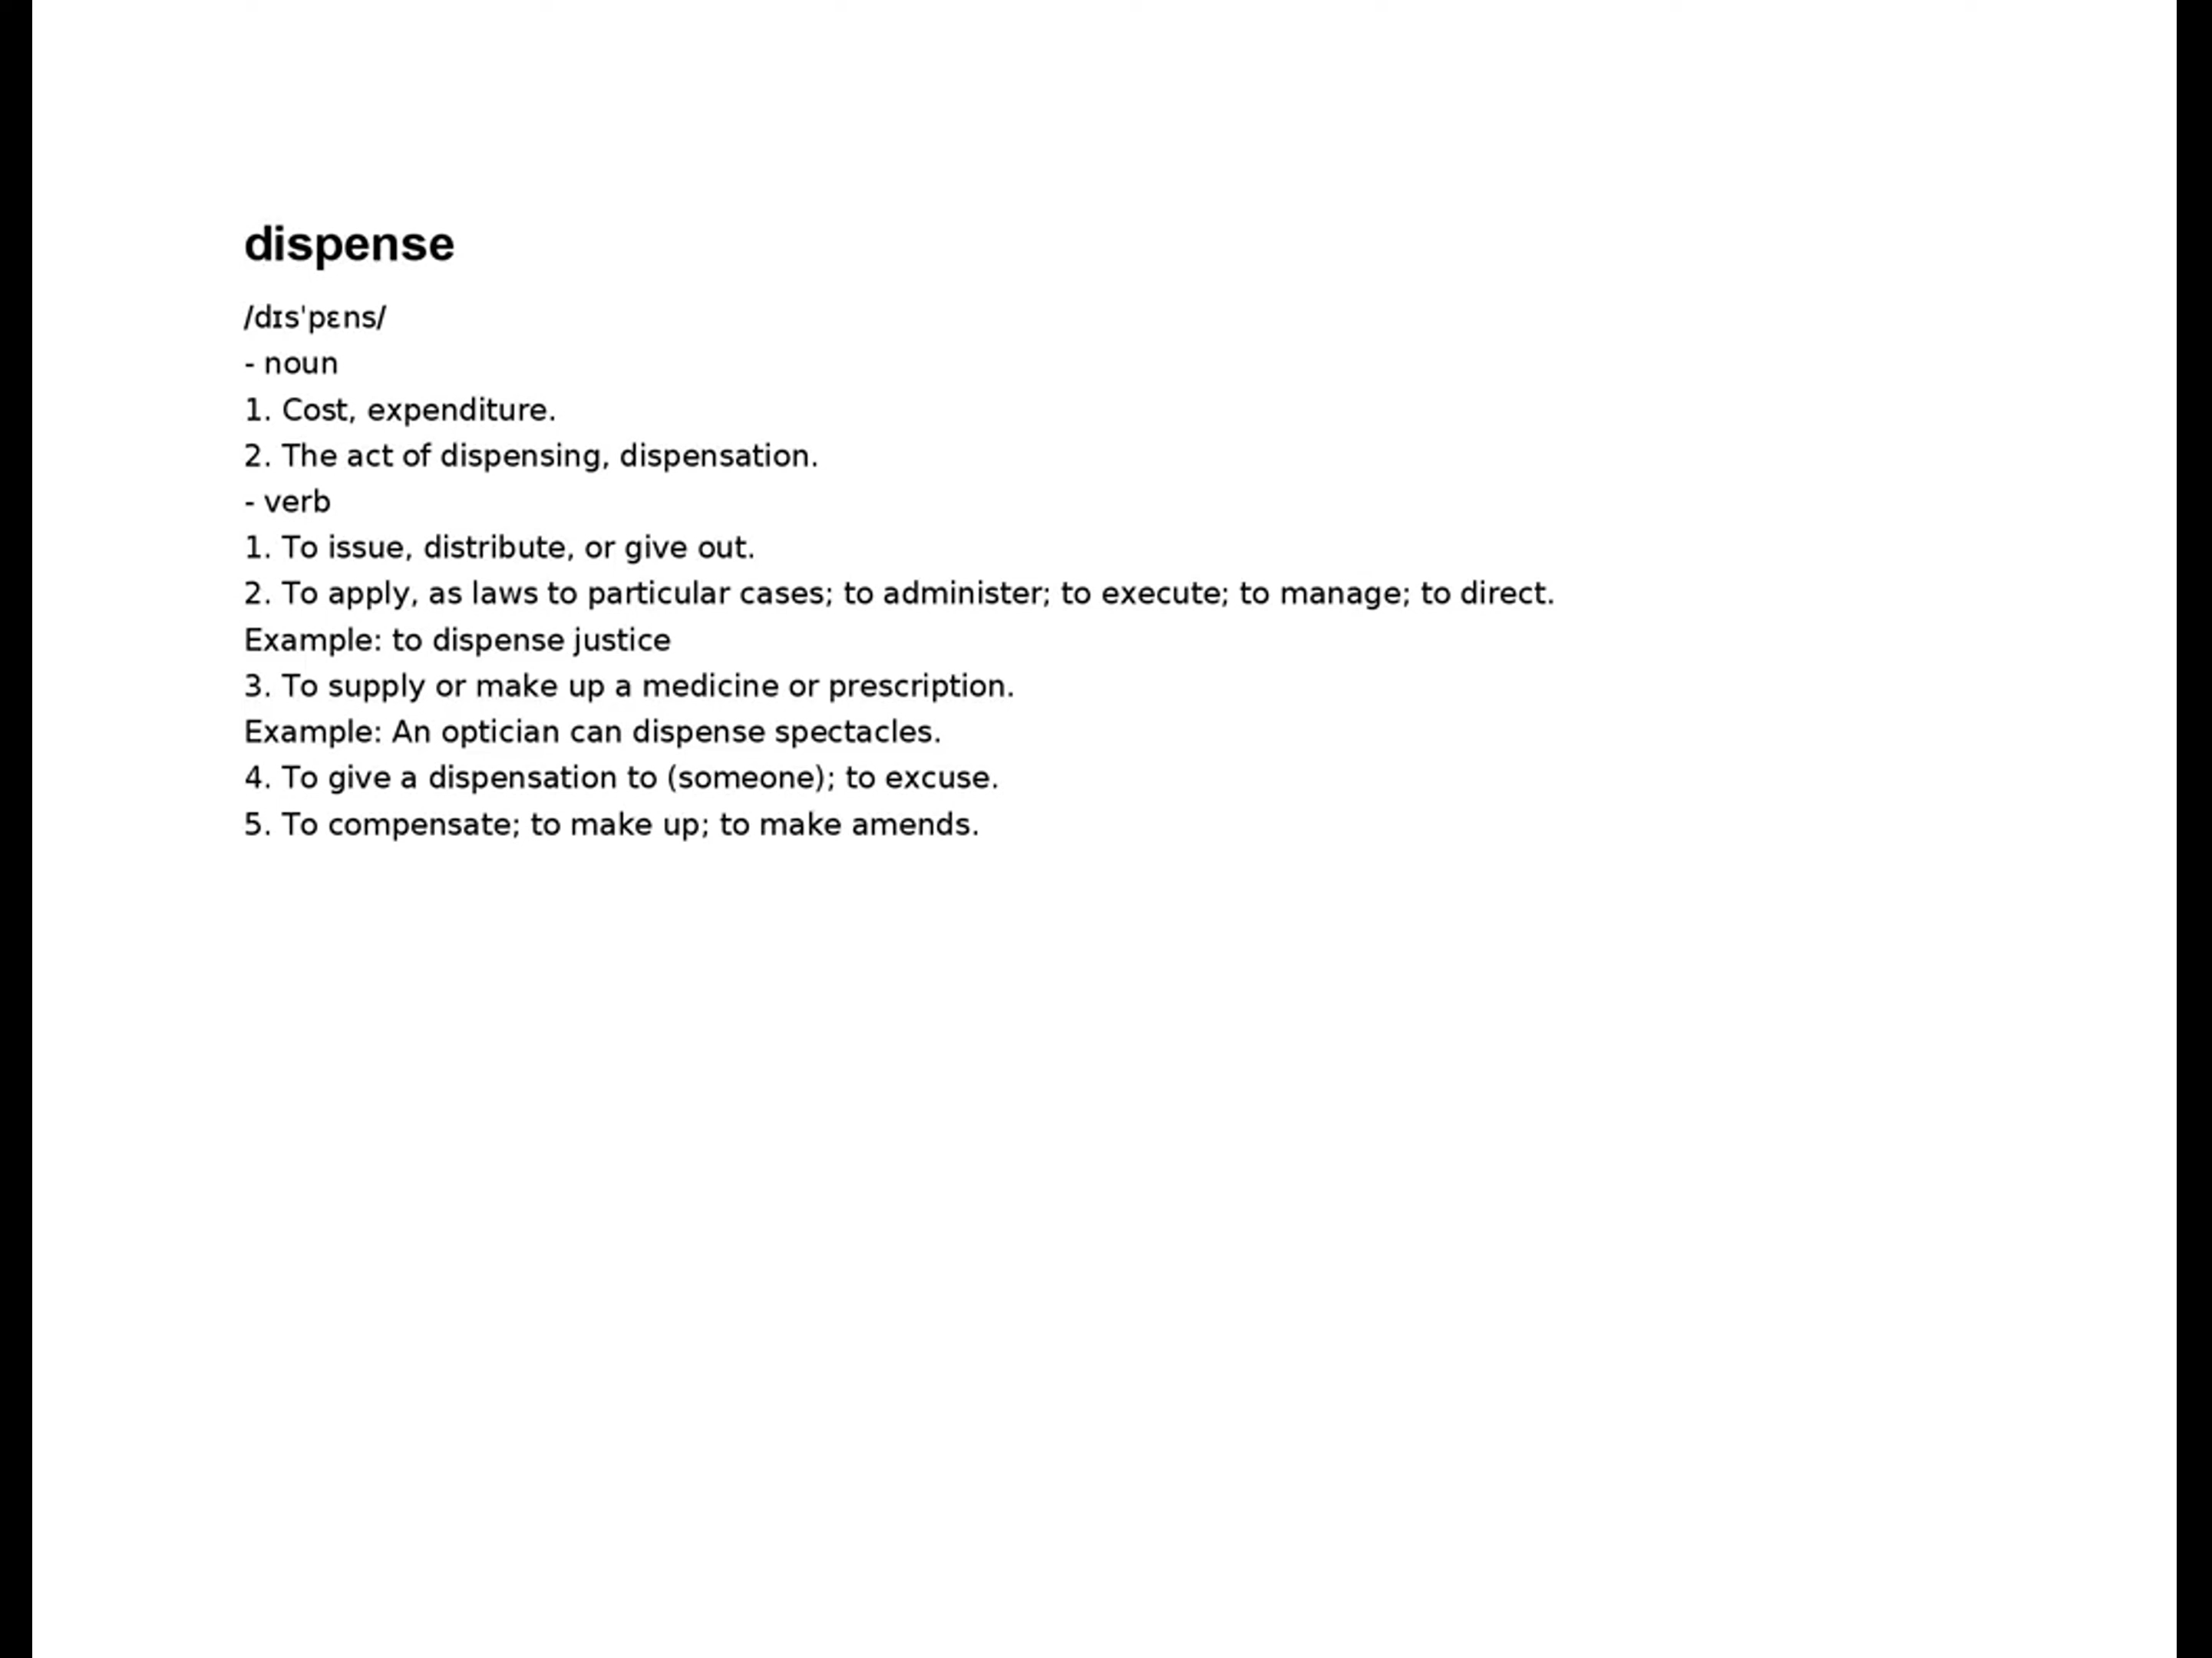 dispense
/dɪsˈpɛns/
- noun
1. Cost, expenditure.
2. The act of dispensing, dispensation.
- verb
1. To issue, distribute, or give out.
2. To apply, as laws to particular cases; to administer; to execute; to manage; to direct.
Example: to dispense justice
3. To supply or make up a medicine or prescription.
Example: An optician can dispense spectacles.
4. To give a dispensation to (someone); to excuse.
5. To compensate; to make up; to make amends.